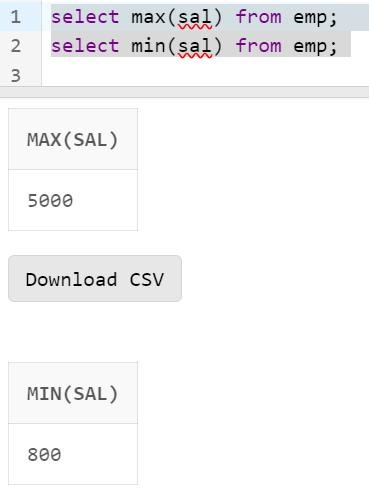 1 select max(sal) from emp;
2 select min(sal) from emp;
3
MAX(SAL)
5000
Download CSV
MIN(SAL)
800